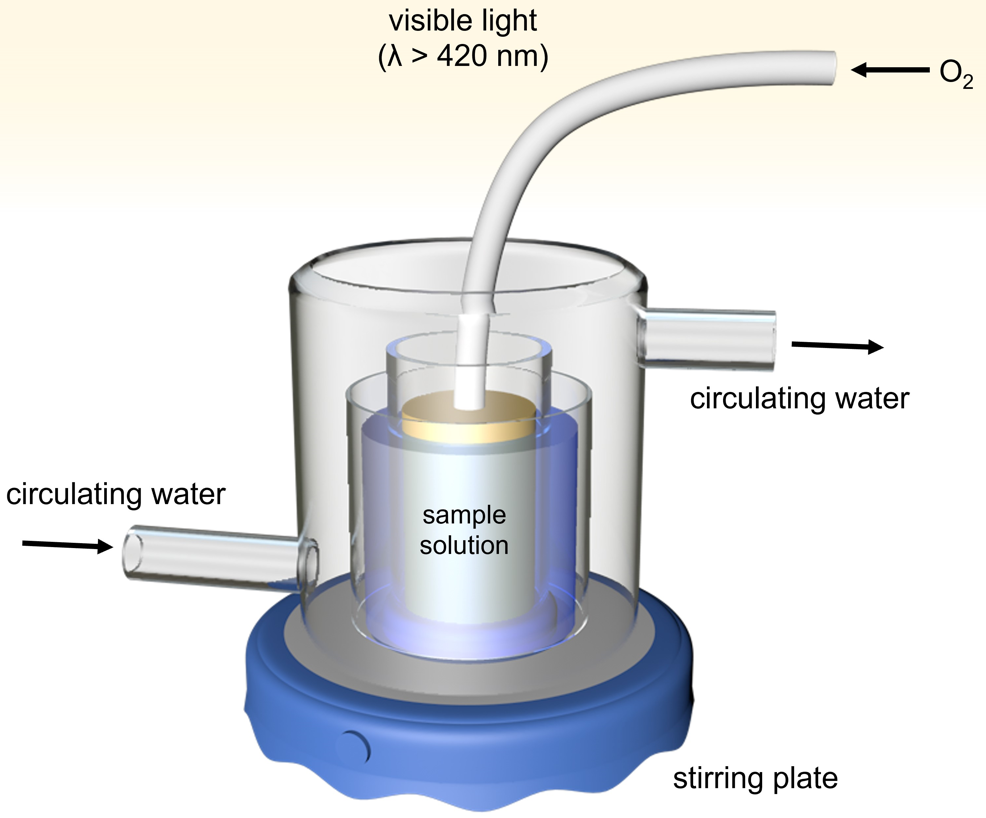 visible light
(λ > 420 nm)
O₂
circulating water
circulating water
sample
solution
stirring plate